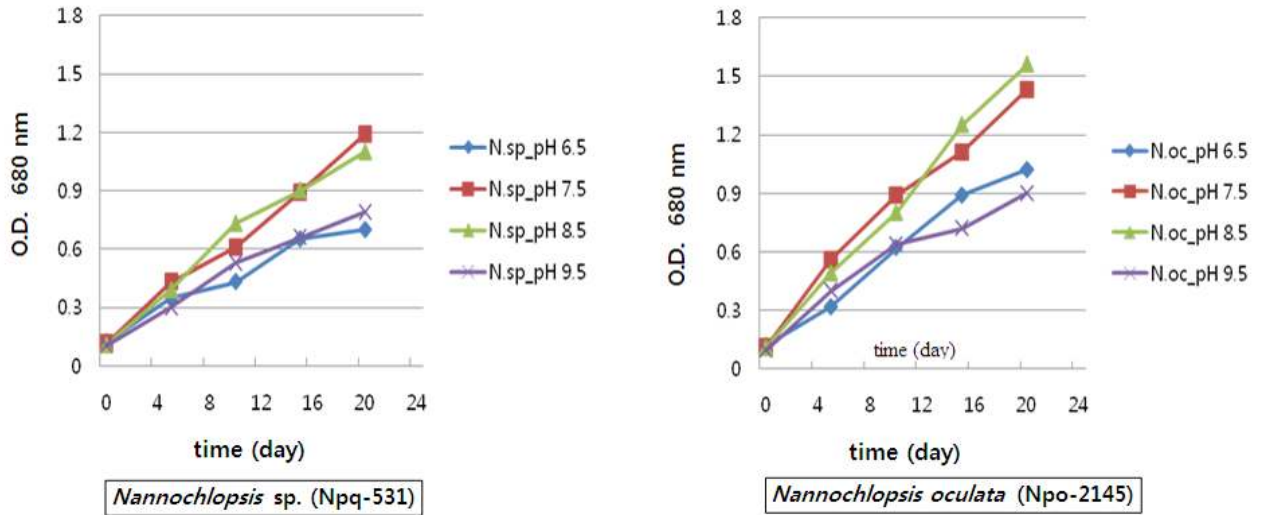 O.D. 680 nm
1.8
1.5
1.2
0.9
0.6
0.3
0
0 4 8 12 16 20 24
time (day)
N.sp_pH 6.5
N.sp_pH 7.5
N.sp_pH 8.5
N.sp_pH 9.5
Nannochlopsis sp. (Npq-531)
O.D. 680 nm
1.8
1.5
1.2
0.9
0.6
0.3
0
time (day)
0 4 8 12 16 20 24
time (day)
N.oc_pH 6.5
N.oc_pH 7.5
N.oc_pH 8.5
N.oc_pH 9.5
Nannochlopsis oculata (Npo-2145)